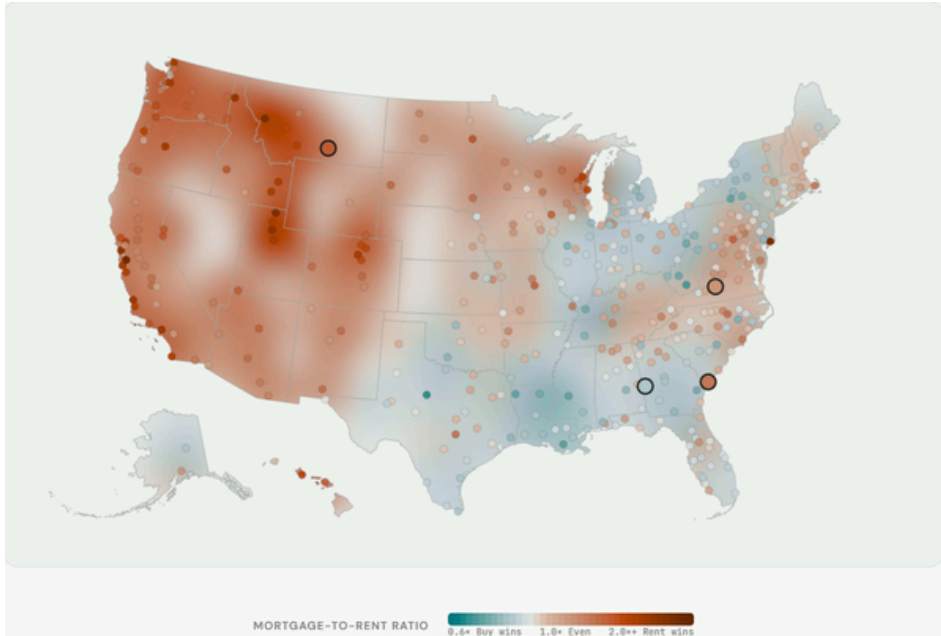 MORTGAGE-TO-RENT RATIO
0.6× Buy wins 1.0× Even 2.0×+ Rent wins